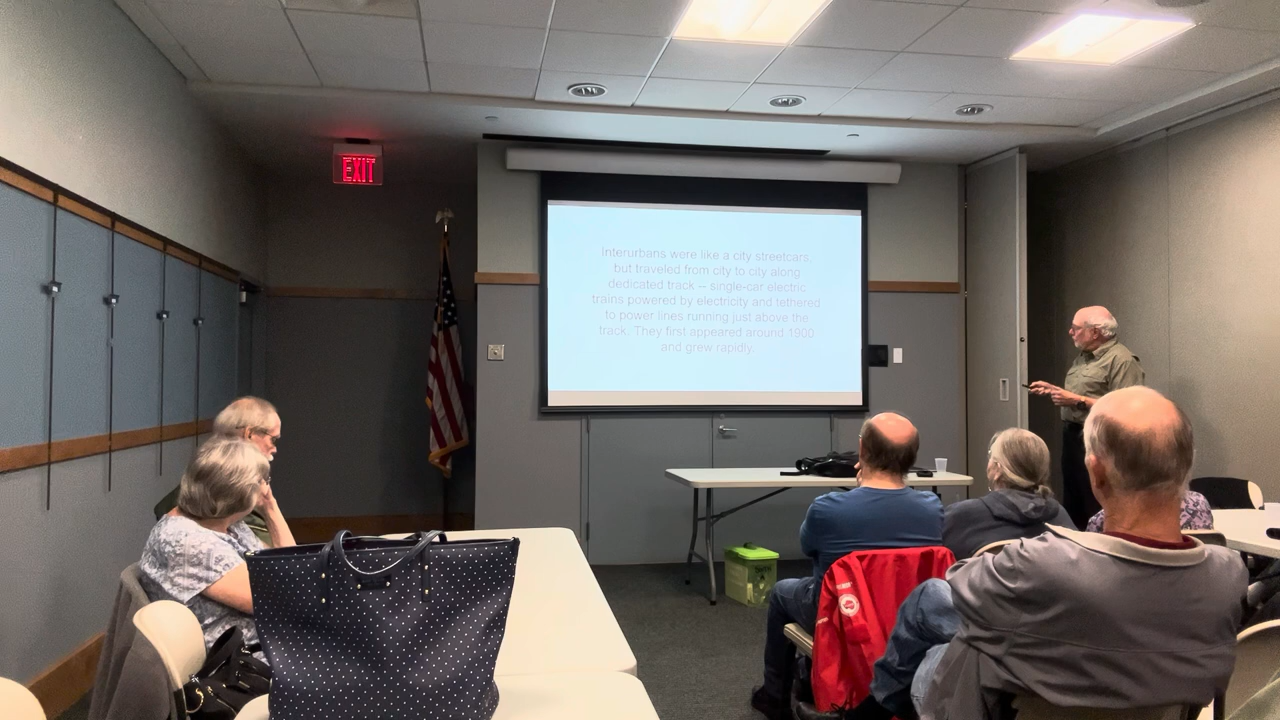 EXIT
Interurbans were like a city streetcars,
but traveled from city to city along
dedicated track -- single-car electric
trains powered by electricity and tethered
to power lines running just above the
track. They first appeared around 1900
and grew rapidly.